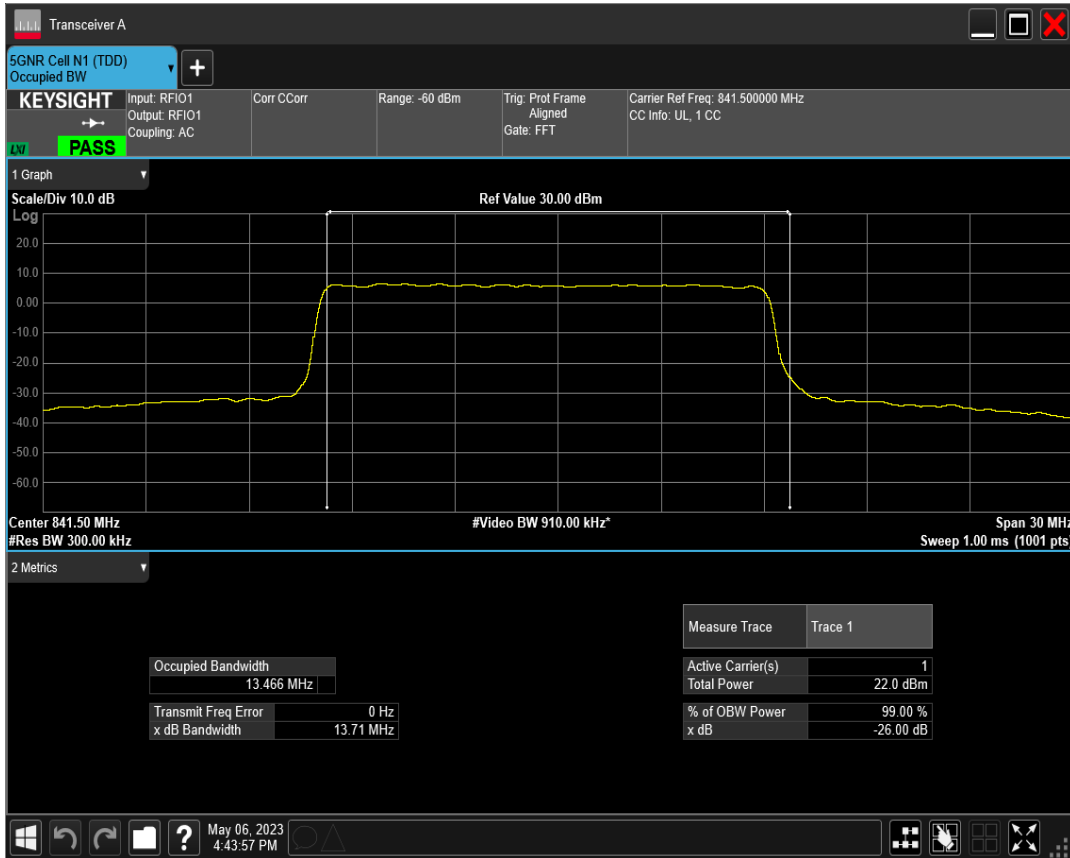 Transceiver A
5GNR Cell N1 (TDD)
Occupied BW
+
KEYSIGHT
LXI
PASS
Input: RFIO1
Output: RFIO1
Coupling: AC
Corr CCorr
Range: -60 dBm
Trig: Prot Frame
Aligned
Gate: FFT
Carrier Ref Freq: 841.500000 MHz
CC Info: UL, 1 CC
1 Graph
Scale/Div 10.0 dB
Ref Value 30.00 dBm
Log
20.0
10.0
0.00
-10.0
-20.0
-30.0
-40.0
-50.0
-60.0
Center 841.50 MHz
#Video BW 910.00 kHz*
Span 30 MHz
#Res BW 300.00 kHz
Sweep 1.00 ms (1001 pts)
2 Metrics
Measure Trace Trace 1
Occupied Bandwidth
13.466 MHz
Transmit Freq Error 0 Hz
x dB Bandwidth 13.71 MHz
Active Carrier(s) 1
Total Power 22.0 dBm
% of OBW Power 99.00 %
x dB -26.00 dB
?
May 06, 2023
4:43:57 PM